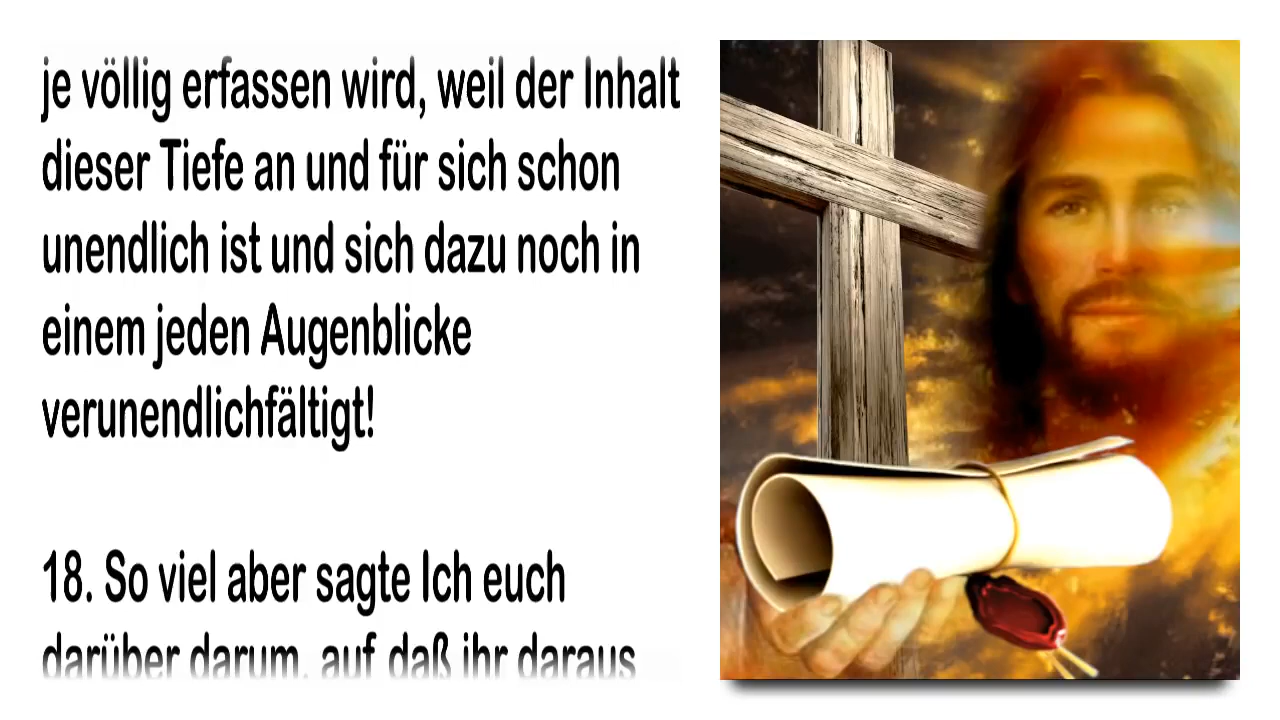 je völlig erfassen wird, weil der Inhalt
dieser Tiefe an und für sich schon
unendlich ist und sich dazu noch in
einem jeden Augenblicke
verunendlichfältigt!
18. So viel aber sagte Ich euch
darüber darum, auf daß ihr daraus